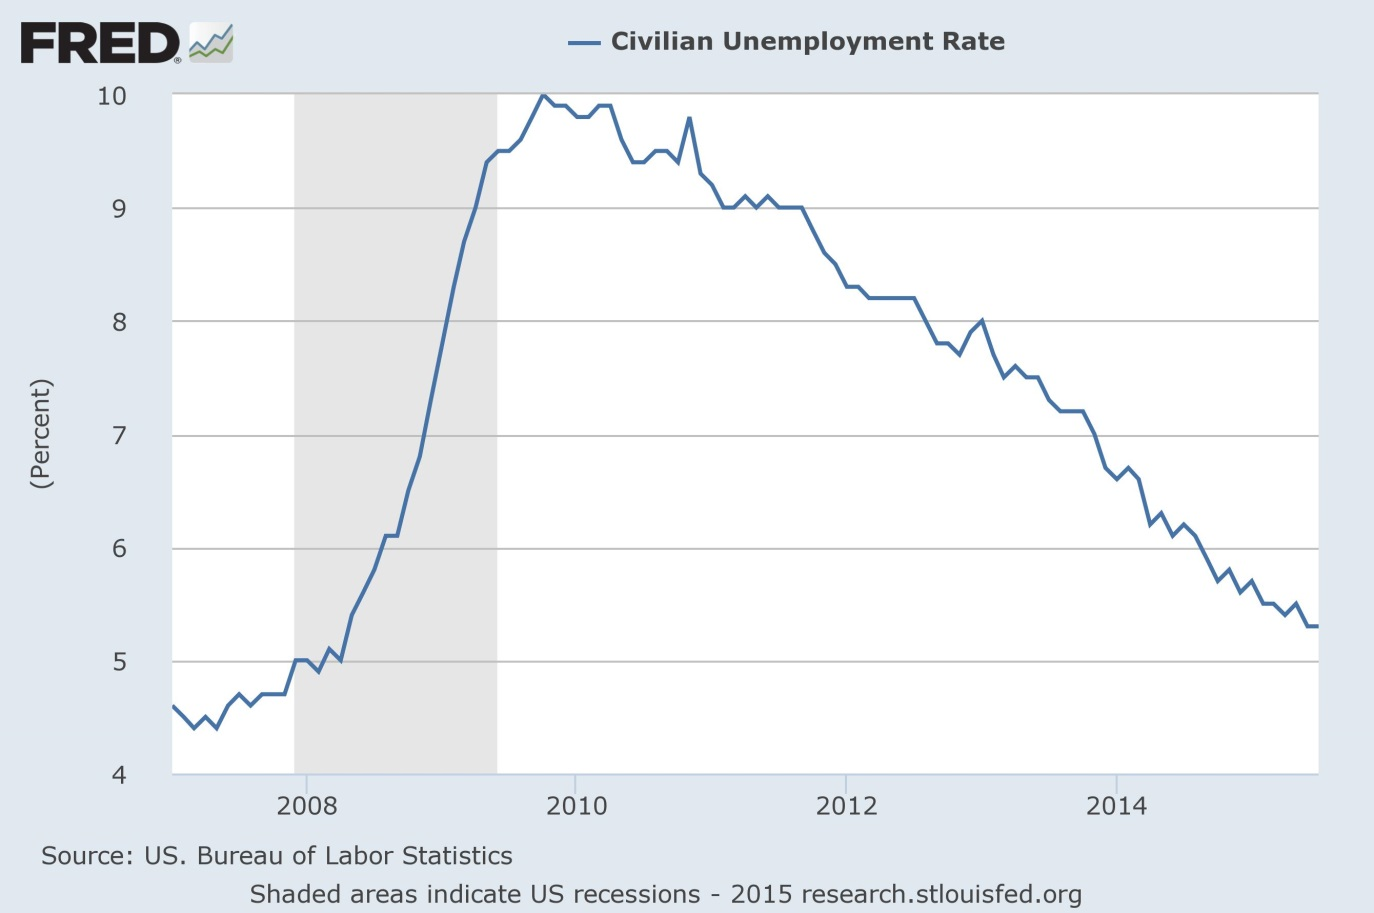 FRED®
Civilian Unemployment Rate
10
9
8
7
6
5
4
(Percent)
2008 2010 2012 2014
Source: US. Bureau of Labor Statistics
Shaded areas indicate US recessions - 2015 research.stlouisfed.org